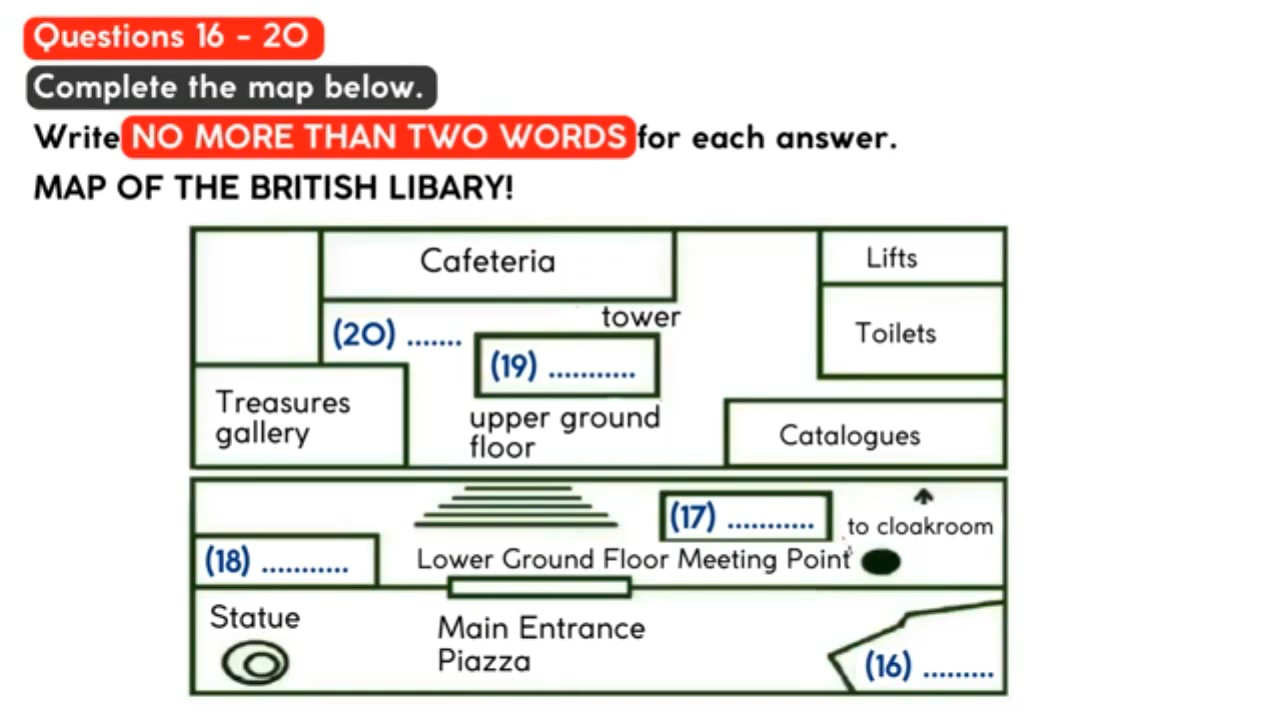 Questions 16 - 20
Complete the map below.
Write NO MORE THAN TWO WORDS for each answer.
MAP OF THE BRITISH LIBARY!
Cafeteria
Lifts
tower
(20) .......
Toilets
(19) ...........
Treasures
gallery
upper ground
floor
Catalogues
(17) ...........
to cloakroom
(18) ...........
Lower Ground Floor Meeting Point
Statue
Main Entrance
Piazza
(16) .........